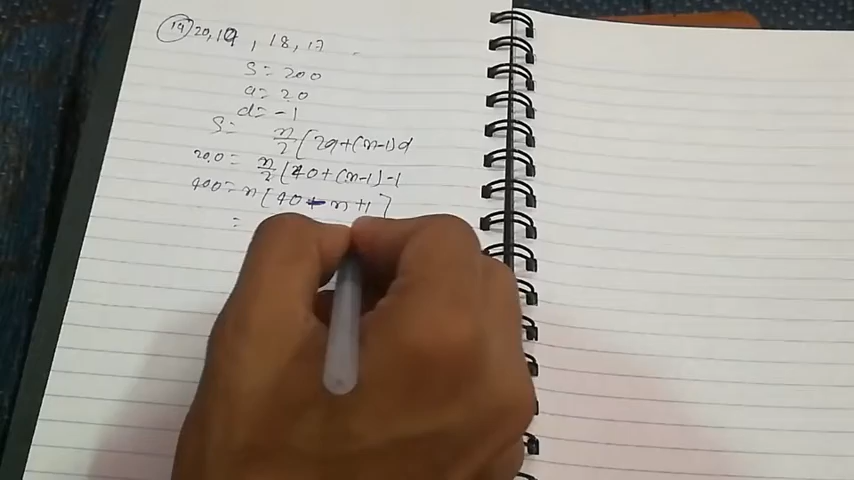 (19) 20, 19, 18, 17
S = 200
a = 20
d = -1
S = n/2 [2a+(n-1)d
200 = n/2 [40+(n-1)-1
400 = n[40-n+1]
=